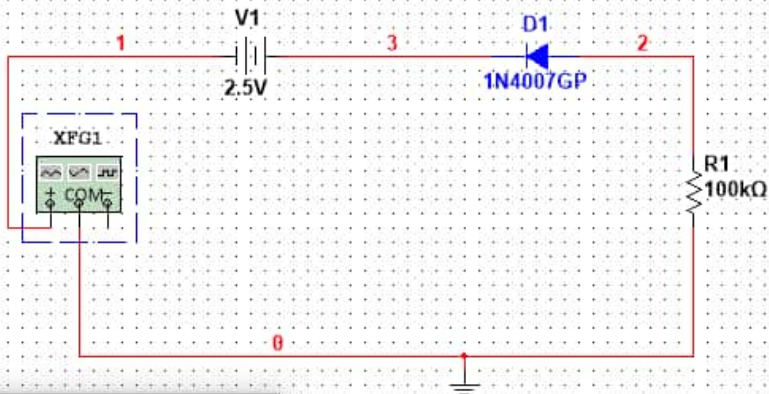 V1
D1
1
3
2
2.5V
1N4007GP
XFG1
R1
100kΩ
+ COM -
0